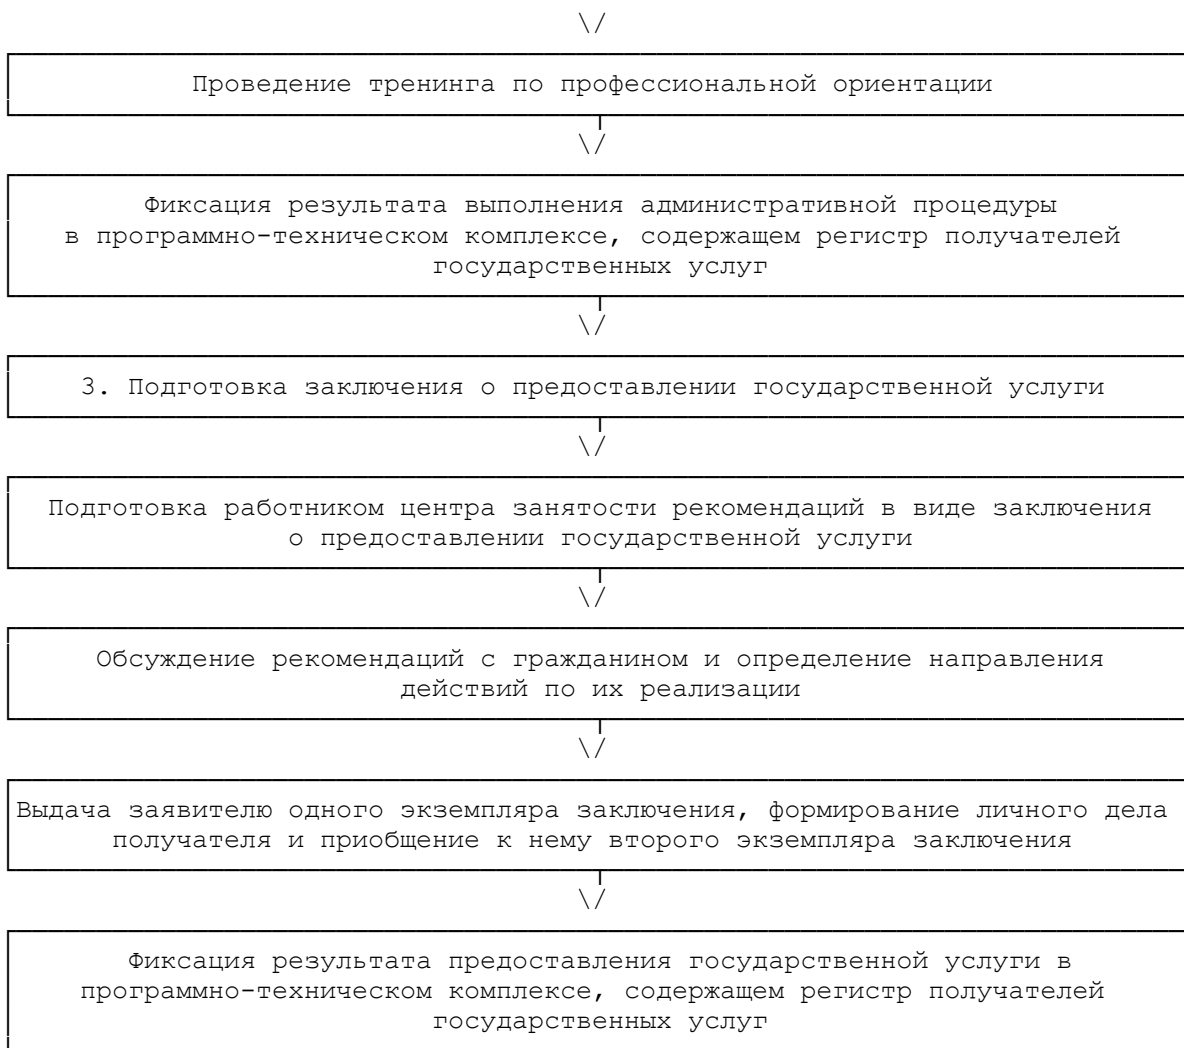 \/
Проведение тренинга по профессиональной ориентации
\/
Фиксация результата выполнения административной процедуры
в программно-техническом комплексе, содержащем регистр получателей
государственных услуг
\/
3. Подготовка заключения о предоставлении государственной услуги
\/
Подготовка работником центра занятости рекомендаций в виде заключения
о предоставлении государственной услуги
\/
Обсуждение рекомендаций с гражданином и определение направления
действий по их реализации
\/
Выдача заявителю одного экземпляра заключения, формирование личного дела
получателя и приобщение к нему второго экземпляра заключения
\/
Фиксация результата предоставления государственной услуги в
программно-техническом комплексе, содержащем регистр получателей
государственных услуг